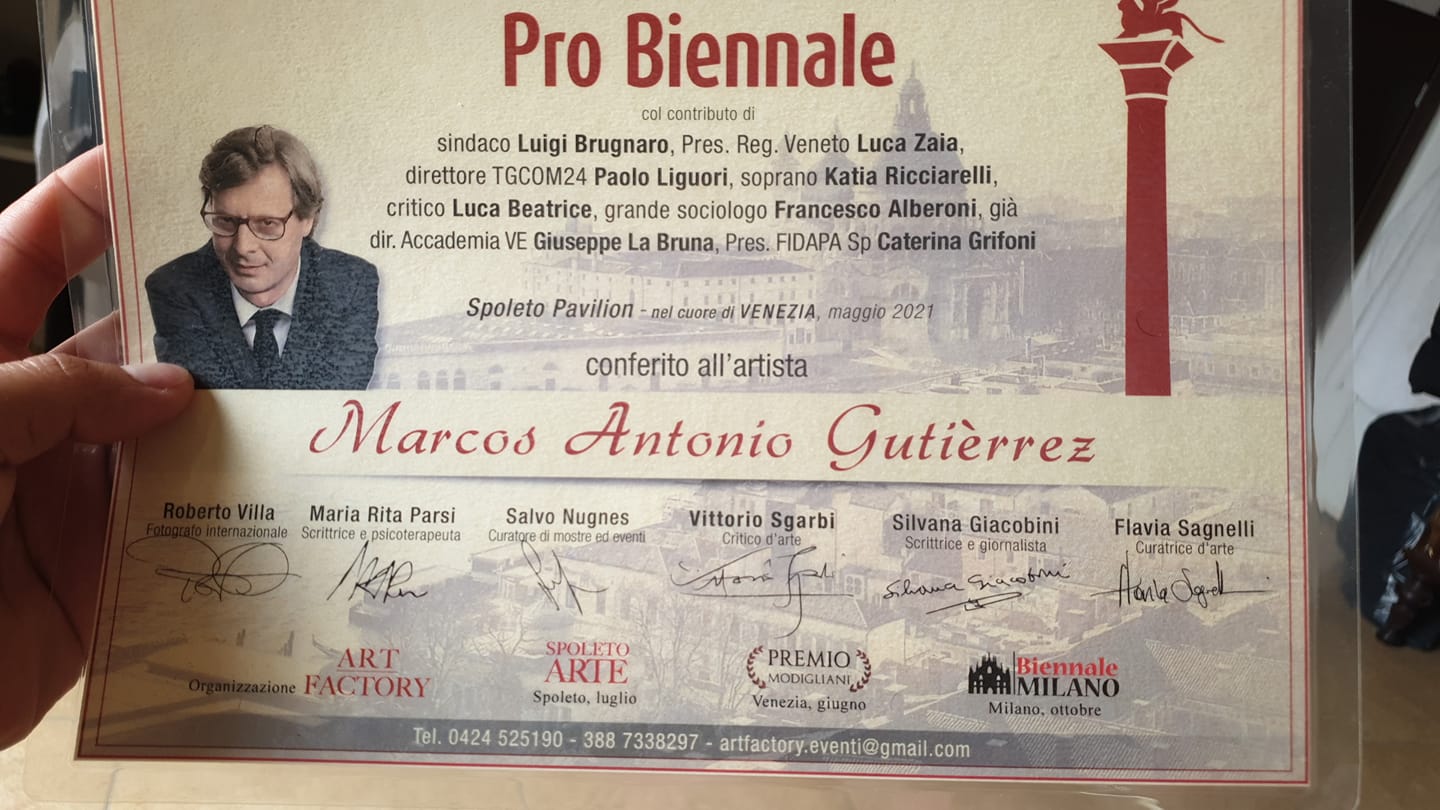 Pro Biennale
col contributo di
sindaco Luigi Brugnaro, Pres. Reg. Veneto Luca Zaia,
direttore TGCOM24 Paolo Liguori, soprano Katia Ricciarelli,
critico Luca Beatrice, grande sociologo Francesco Alberoni, già
dir. Accademia VE Giuseppe La Bruna, Pres. FIDAPA Sp Caterina Grifoni
Spoleto Pavilion - nel cuore di VENEZIA, maggio 2021
conferito all'artista
Marcos Antonio Gutièrrez
Roberto Villa
Fotografo internazionale
Maria Rita Parsi
Scrittrice e psicoterapeuta
Salvo Nugnes
Curatore di mostre ed eventi
Vittorio Sgarbi
Critico d'arte
Silvana Giacobini
Scrittrice e giornalista
Flavia Sagnelli
Curatrice d'arte
Silvana Giacobini
Organizzazione ART FACTORY
SPOLETO
ARTE
Spoleto, luglio
PREMIO
MODIGLIANI
Venezia, giugno
Biennale
MILANO
Milano, ottobre
Tel. 0424 525190 - 388 7338297 - artfactory.eventi@gmail.com